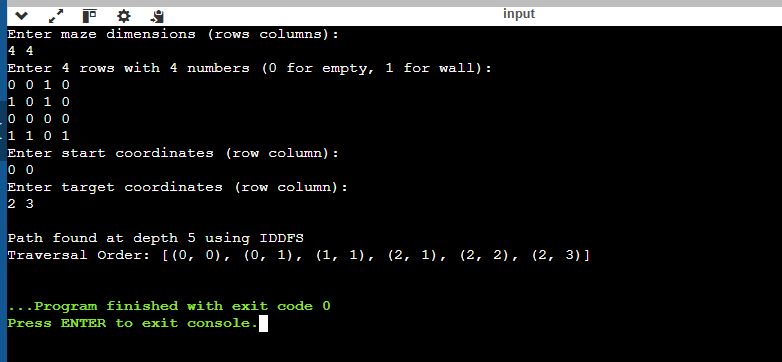 input
Enter maze dimensions (rows columns):
4 4
Enter 4 rows with 4 numbers (0 for empty, 1 for wall):
0 0 1 0
1 0 1 0
0 0 0 0
1 1 0 1
Enter start coordinates (row column):
0 0
Enter target coordinates (row column):
2 3
Path found at depth 5 using IDDFS
Traversal Order: [(0, 0), (0, 1), (1, 1), (2, 1), (2, 2), (2, 3)]
...Program finished with exit code 0
Press ENTER to exit console.